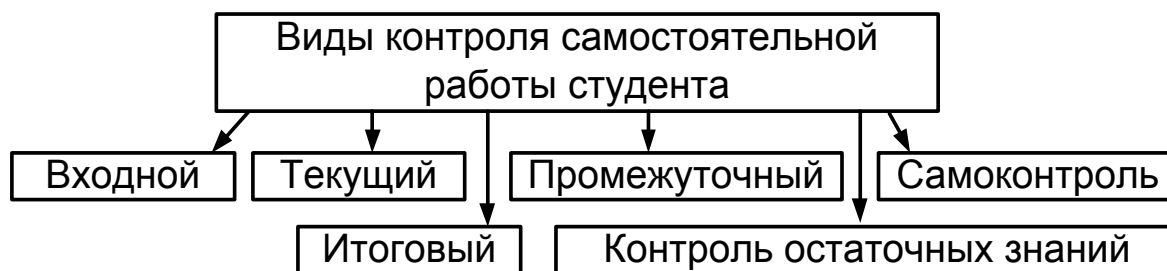 Виды контроля самостоятельной
работы студента
Входной
Текущий
Промежуточный
Самоконтроль
Итоговый
Контроль остаточных знаний